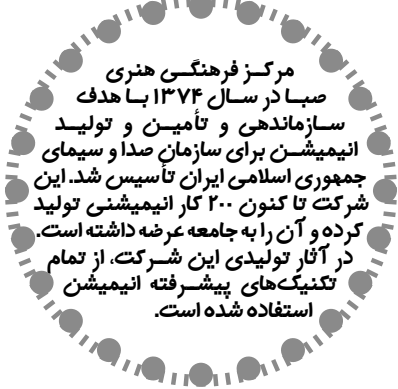 مرکز فرهنگی هنری
صبا در سال ۱۳۷۴ با هدف
سازماندهی و تأمین و تولید
انیمیشن برای سازمان صدا و سیمای
جمهوری اسلامی ایران تأسیس شد. این
شرکت تا کنون ۲۰۰ کار انیمیشنی تولید
کرده و آن را به جامعه عرضه داشته است.
در آثار تولیدی این شرکت، از تمام
تکنیک‌های پیشرفته انیمیشن
استفاده شده است.